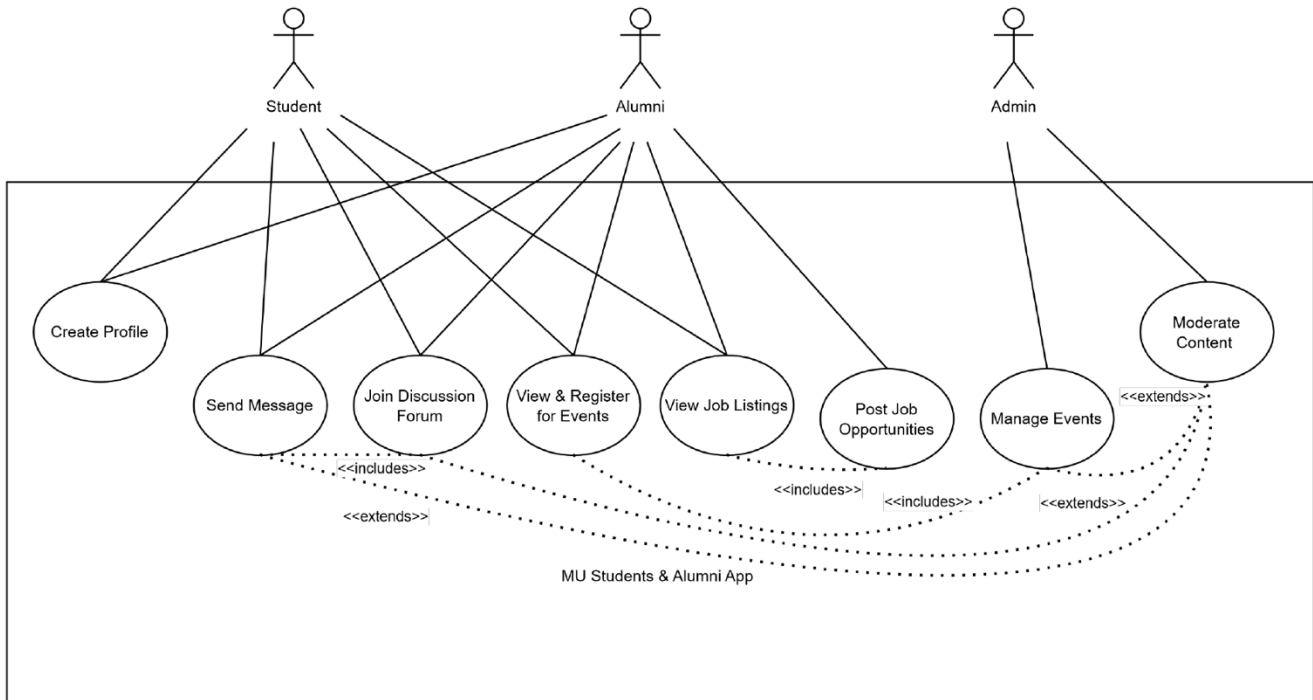 Student
Alumni
Admin
Create Profile
Send Message
Join Discussion
Forum
View & Register
for Events
View Job Listings
Post Job
Opportunities
Manage Events
Moderate
Content
<<extends>>
<<includes>>
<<includes>>
<<includes>>
<<extends>>
<<extends>>
MU Students & Alumni App